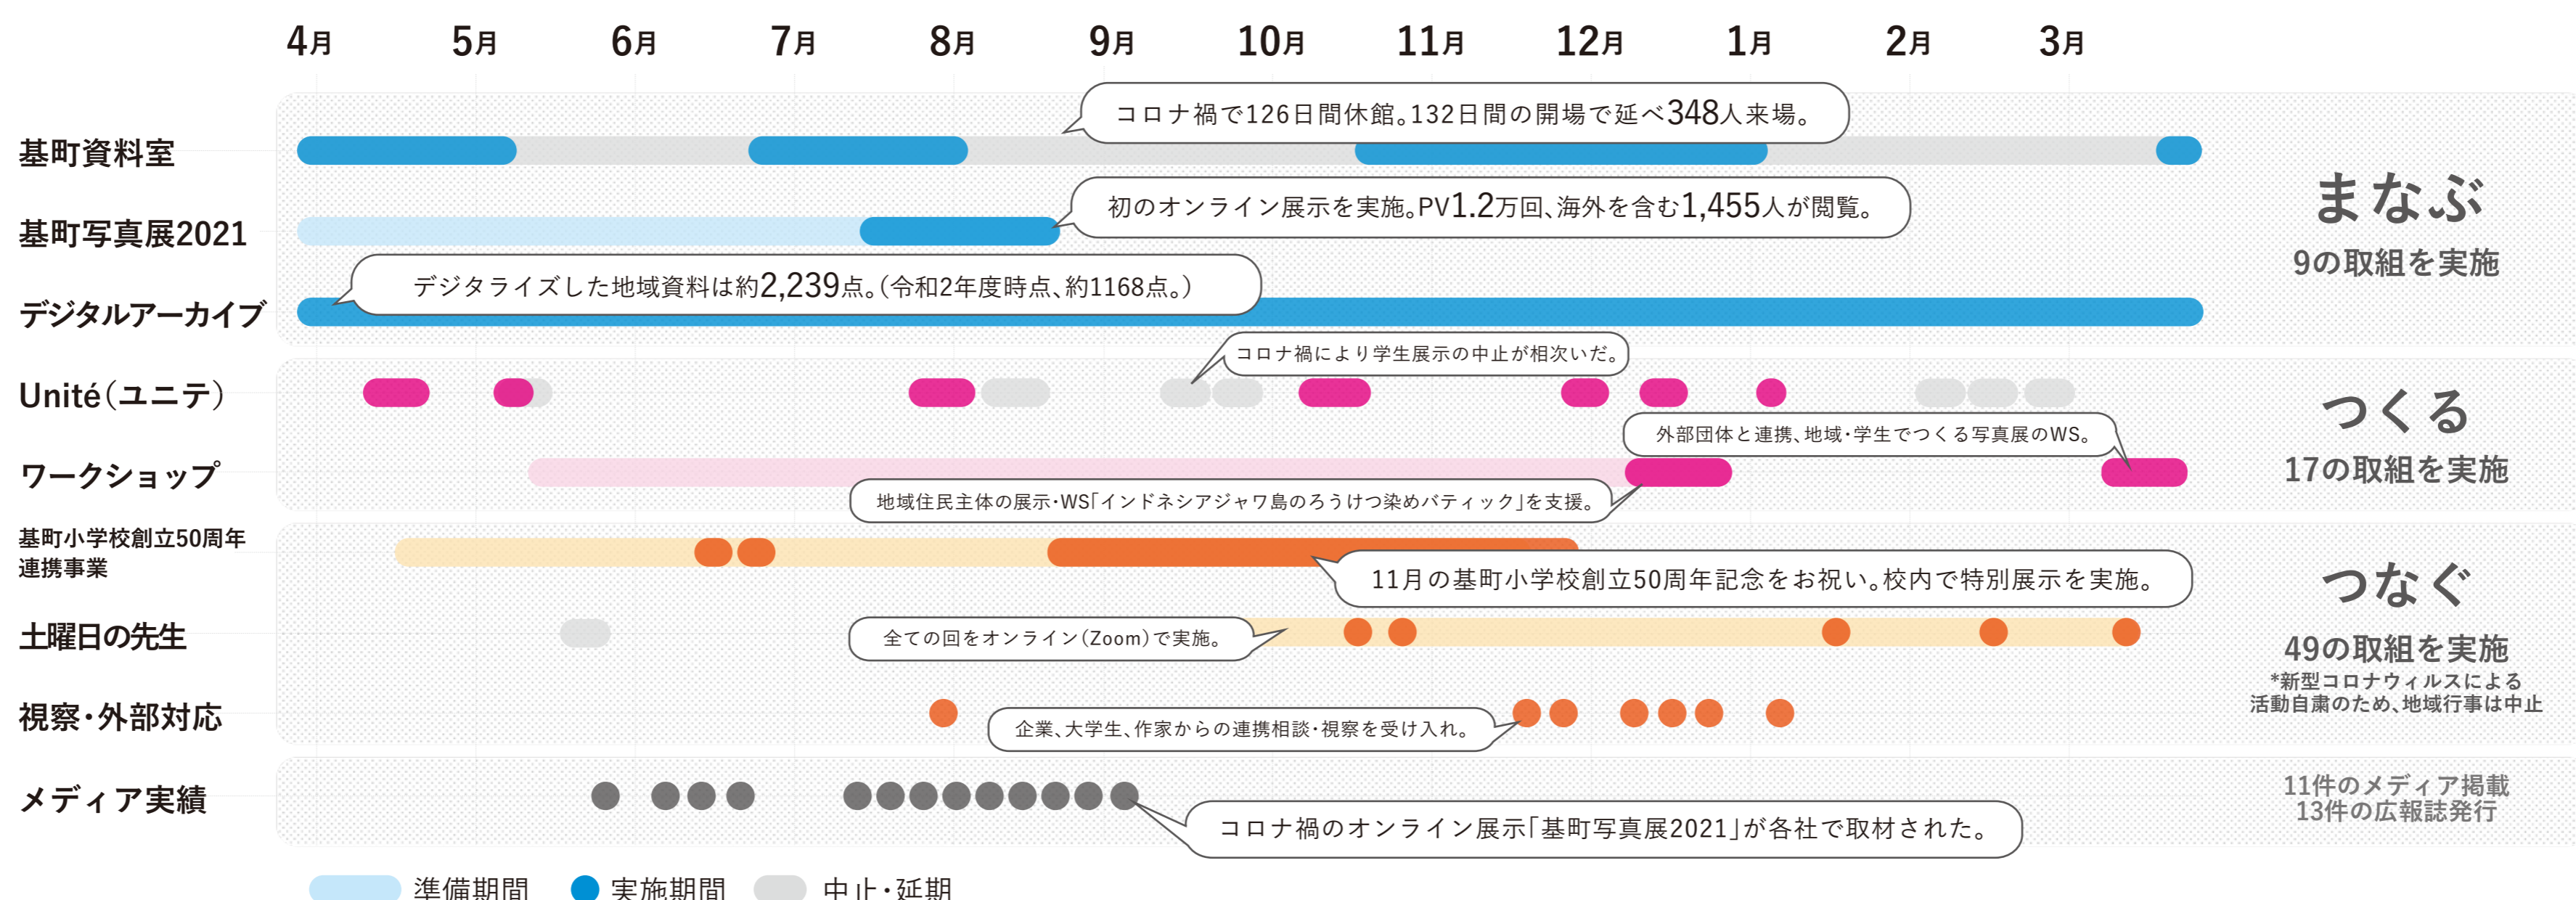 4月 5月 6月 7月 8月 9月 10月 11月 12月 1月 2月 3月
基町資料室
コロナ禍で126日間休館。132日間の開場で延べ348人来場。
基町写真展2021
初のオンライン展示を実施。PV1.2万回、海外を含む1,455人が閲覧。
デジタルアーカイブ
デジタライズした地域資料は約2,239点。（令和2年度時点、約1168点。）
まなぶ
9の取組を実施
Unité（ユニテ）
コロナ禍により学生展示の中止が相次いだ。
ワークショップ
外部団体と連携、地域・学生でつくる写真展のWS。
地域住民主体の展示・WS「インドネシアジャワ島のろうけつ染めバティック」を支援。
つくる
17の取組を実施
基町小学校創立50周年
連携事業
11月の基町小学校創立50周年記念をお祝い。校内で特別展示を実施。
土曜日の先生
全ての回をオンライン（Zoom）で実施。
視察・外部対応
企業、大学生、作家からの連携相談・視察を受け入れ。
つなぐ
49の取組を実施
*新型コロナウィルスによる
活動自粛のため、地域行事は中止
メディア実績
コロナ禍のオンライン展示「基町写真展2021」が各社で取材された。
11件のメディア掲載
13件の広報誌発行
準備期間 実施期間 中止・延期